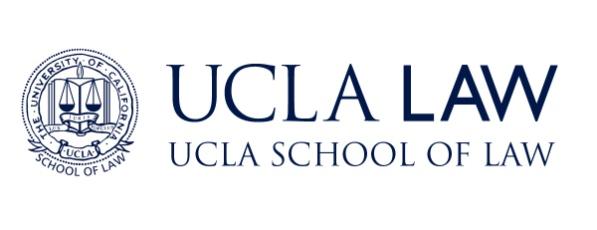 THE UNIVERSITY OF CALIFORNIA
UCLA
SCHOOL OF LAW
UCLA LAW
UCLA SCHOOL OF LAW